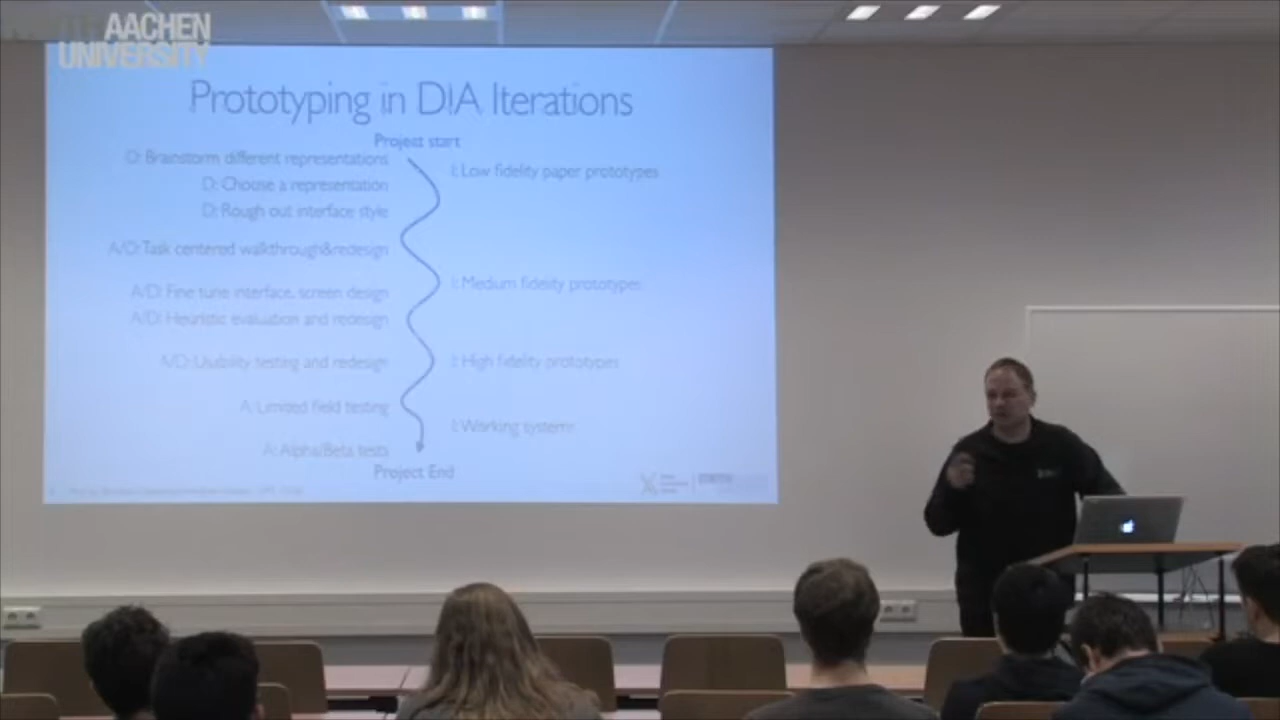 AACHEN
UNIVERSITY
Prototyping in DIA Iterations
Project start
D: Brainstorm different representations
I: Low fidelity paper prototypes
D: Choose a representation
D: Rough out interface style
A/D: Task centered walkthrough&redesign
I: Medium fidelity prototypes
A/D: Fine tune interface, screen design
A/D: Heuristic evaluation and redesign
A/D: Usability testing and redesign
I: High fidelity prototypes
A: Limited field testing
I: Working systems
A: Alpha/Beta tests
Project End